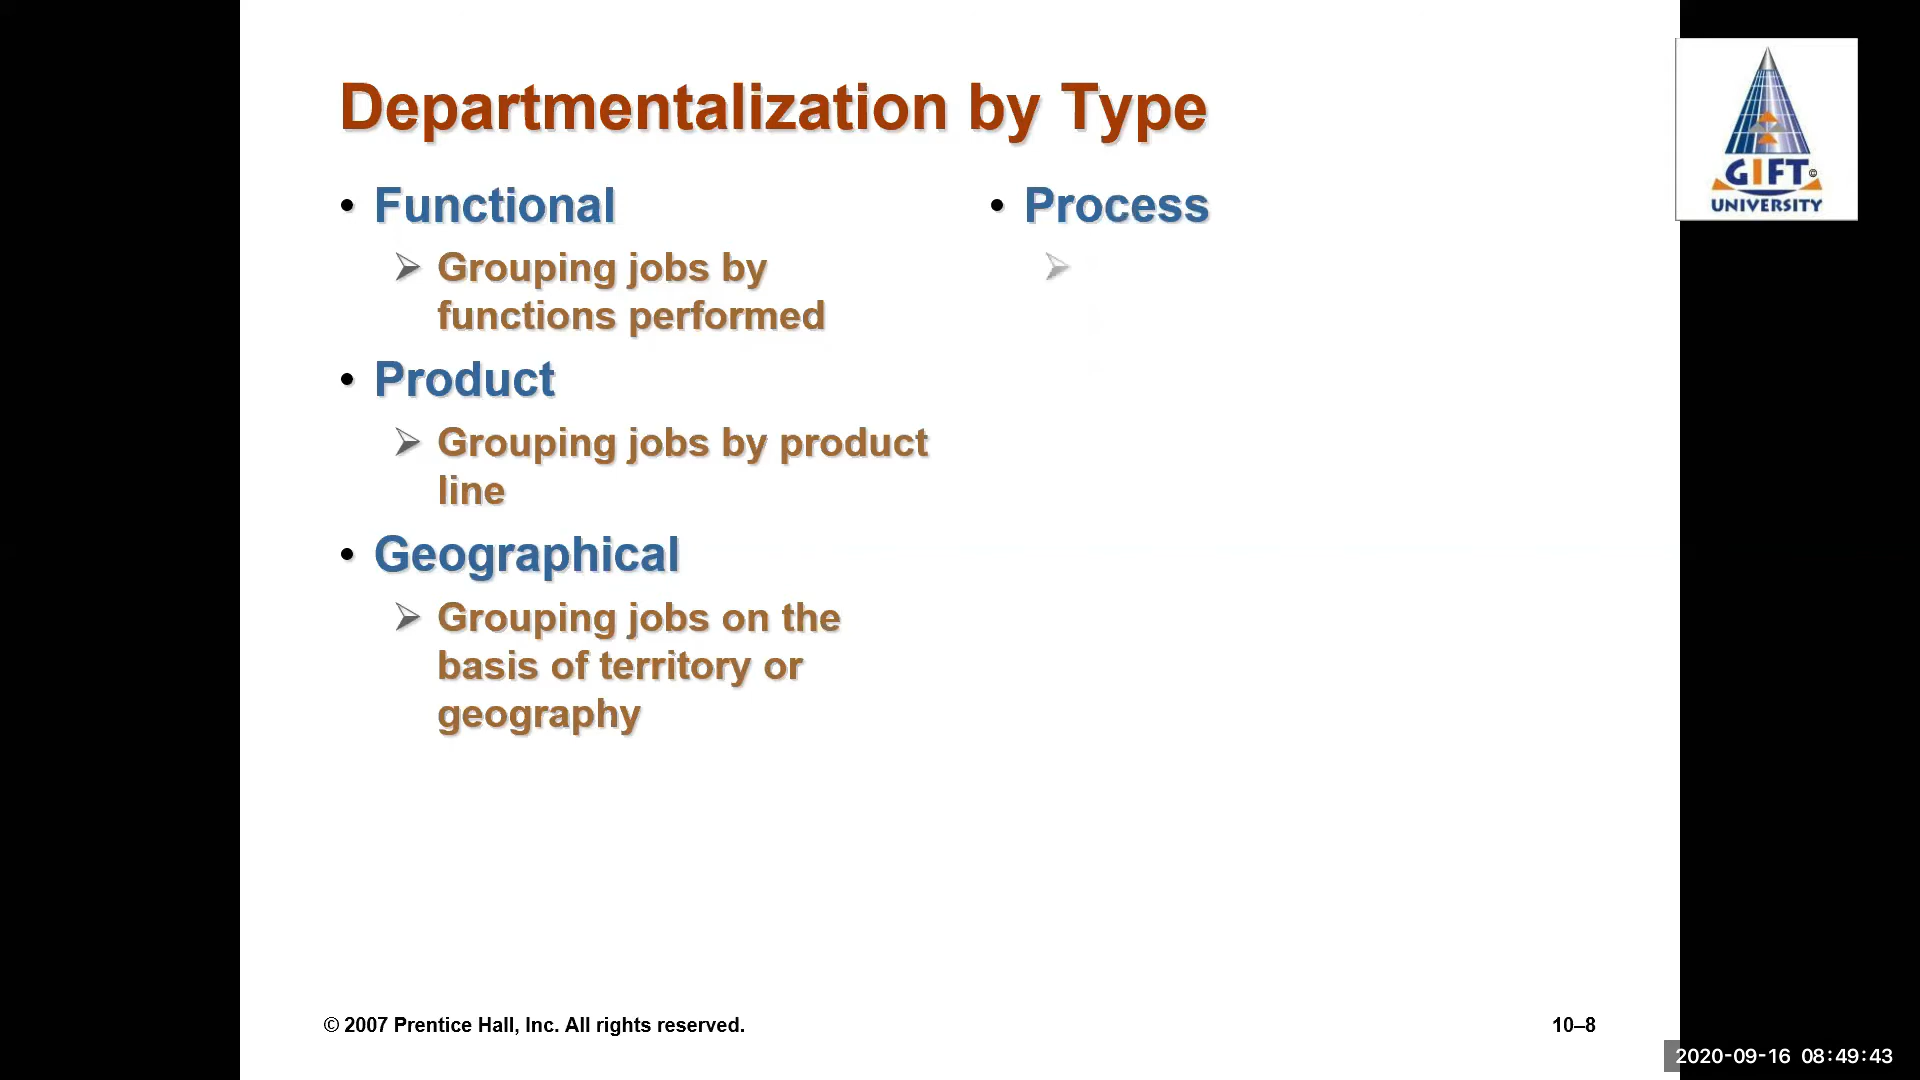 Departmentalization by Type
• Functional
➢ Grouping jobs by
functions performed
• Product
➢ Grouping jobs by product
line
• Geographical
➢ Grouping jobs on the
basis of territory or
geography
• Process
➢
GIFT©
UNIVERSITY
© 2007 Prentice Hall, Inc. All rights reserved.
10–8
2020-09-16 08:49:43